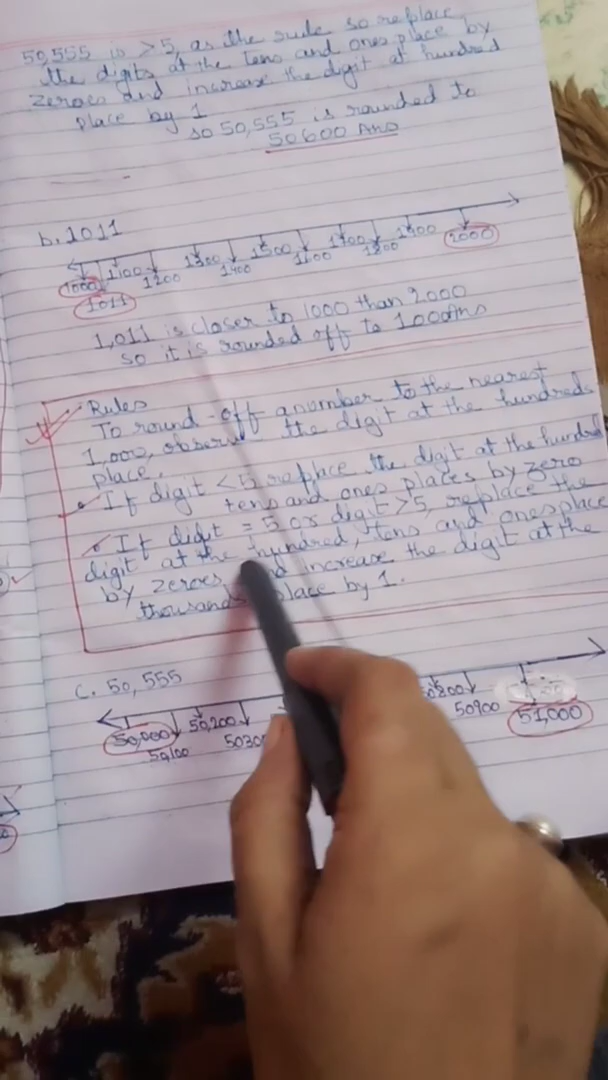 50,555 is >5, as the rule so replace
the digits at the tens and ones place by
zeroes and increase the digit at hundred
place by 1
so 50,555 is rounded to
50600 Ans
b. 1011
1000 1100 1200 1300 1400 1500 1600 1700 1800 1900 2000
1011
1,011 is closer to 1000 than 2000
so it is rounded off to 1000 Ans
Rules
To round-off a number to the nearest
1,000, observe the digit at the hundreds
place.
If digit <5 replace the digit at the hundred
tens and ones places by zero
If digit = 5 or digit >5, replace the
digit at the hundred, tens and ones place
by zeroes and increase the digit at the
thousands place by 1.
C. 50,555
50,000 50,100 50,200 5030 50800 50900 51,000